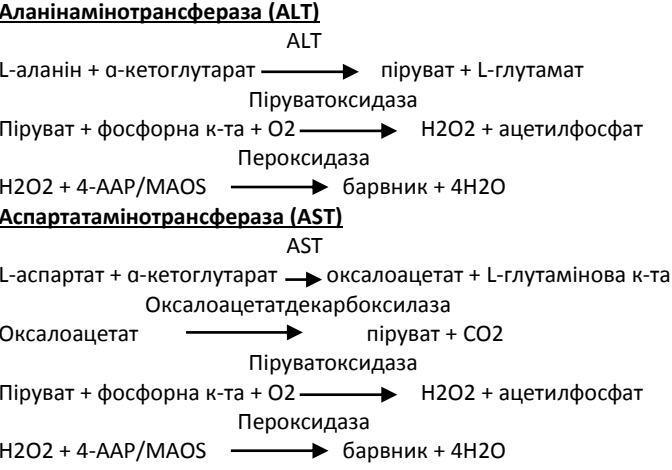 Аланінамінотрансфераза (ALT)
ALT
L-аланін + α-кетоглутарат → піруват + L-глутамат
Піруватоксидаза
Піруват + фосфорна к-та + O2 → H2O2 + ацетилфосфат
Пероксидаза
H2O2 + 4-AAP/MAOS → барвник + 4H2O
Аспартатамінотрансфераза (AST)
AST
L-аспартат + α-кетоглутарат → оксалоацетат + L-глутамінова к-та
Оксалоацетатдекарбоксилаза
Оксалоацетат → піруват + CO2
Піруватоксидаза
Піруват + фосфорна к-та + O2 → H2O2 + ацетилфосфат
Пероксидаза
H2O2 + 4-AAP/MAOS → барвник + 4H2O